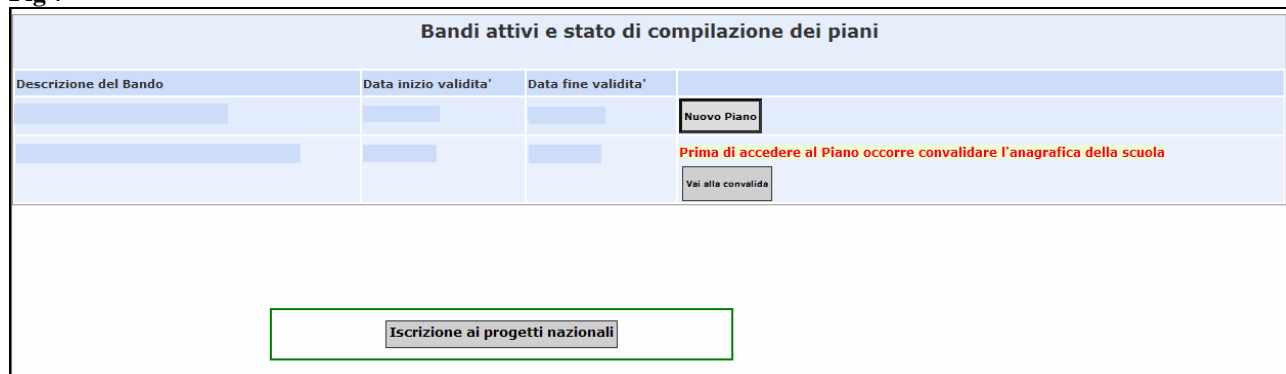 Bandi attivi e stato di compilazione dei piani
Descrizione del Bando Data inizio validita' Data fine validita'
Nuovo Piano
Prima di accedere al Piano occorre convalidare l'anagrafica della scuola
Vai alla convalida
Iscrizione ai progetti nazionali